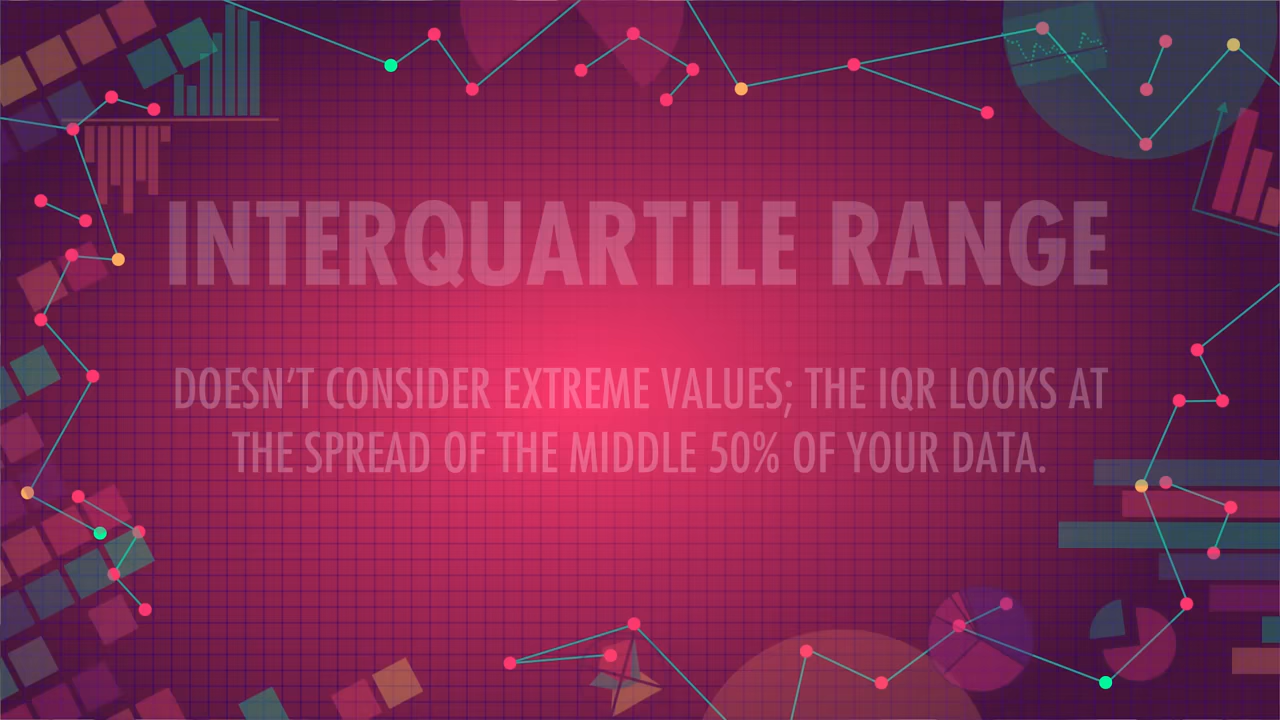 INTERQUARTILE RANGE
DOESN'T CONSIDER EXTREME VALUES; THE IQR LOOKS AT
THE SPREAD OF THE MIDDLE 50% OF YOUR DATA.